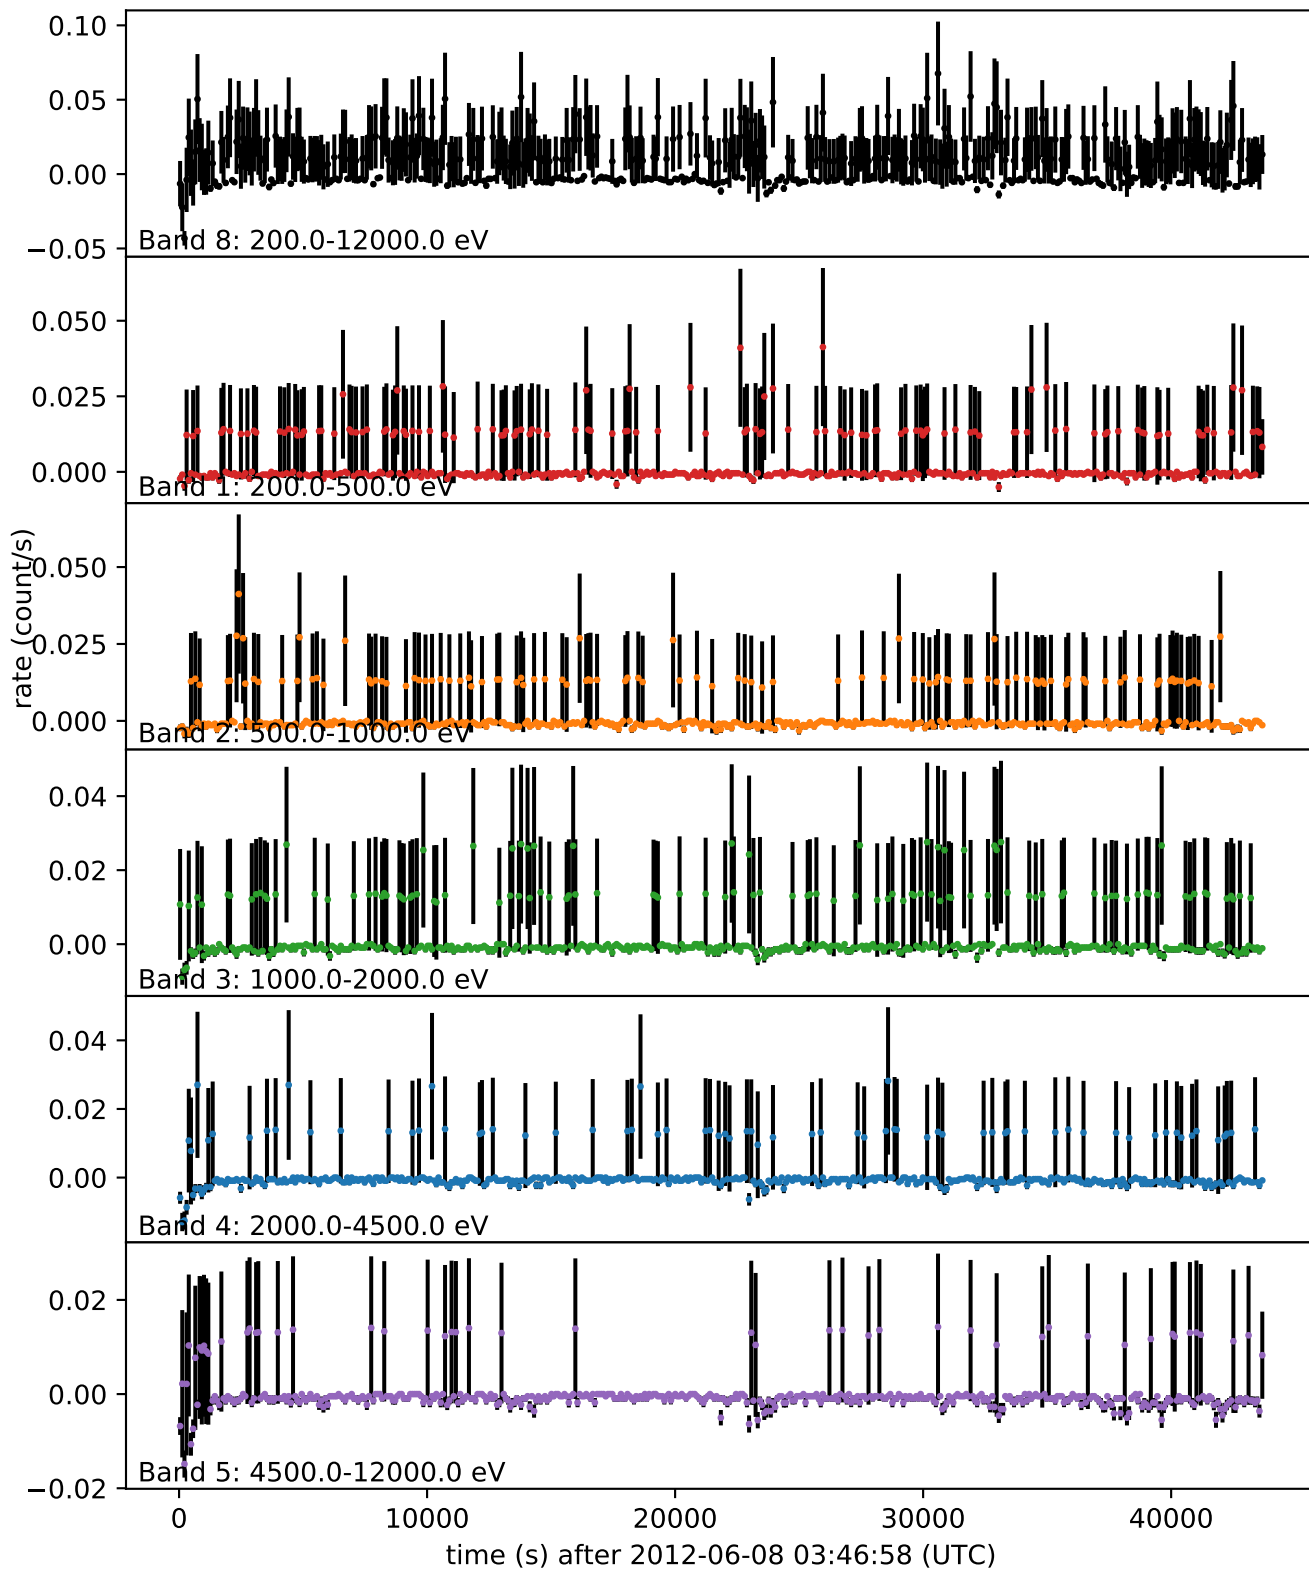 0.10
0.05
0.00
−0.05
Band 8: 200.0-12000.0 eV
0.050
0.025
0.000
Band 1: 200.0-500.0 eV
rate (count/s)
0.050
0.025
0.000
Band 2: 500.0-1000.0 eV
0.04
0.02
0.00
Band 3: 1000.0-2000.0 eV
0.04
0.02
0.00
Band 4: 2000.0-4500.0 eV
0.02
0.00
−0.02
Band 5: 4500.0-12000.0 eV
0 10000 20000 30000 40000
time (s) after 2012-06-08 03:46:58 (UTC)